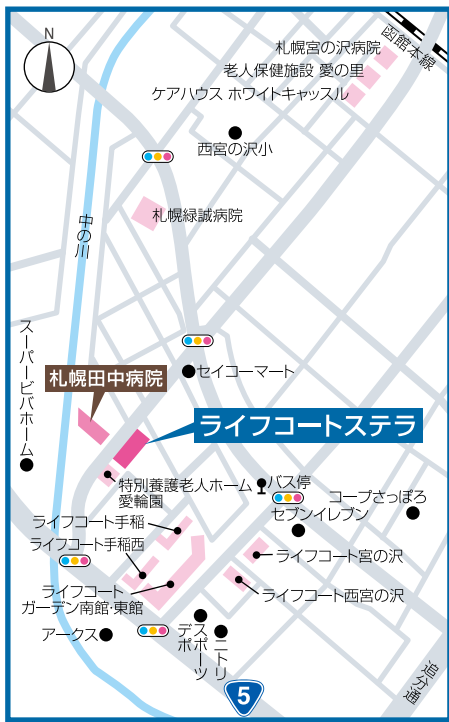 N
函館本線
札幌宮の沢病院
老人保健施設 愛の里
ケアハウス ホワイトキャッスル
西宮の沢小
札幌緑誠病院
中の川
スーパービバホーム
セイコーマート
札幌田中病院
ライフコートステラ
特別養護老人ホーム
愛輪園
バス停
コープさっぽろ
セブンイレブン
ライフコート手稲
ライフコート手稲西
ライフコート宮の沢
ライフコート
ガーデン南館・東館
ライフコート西宮の沢
アークス
スポーツ
デポ
ニトリ
追分通
5